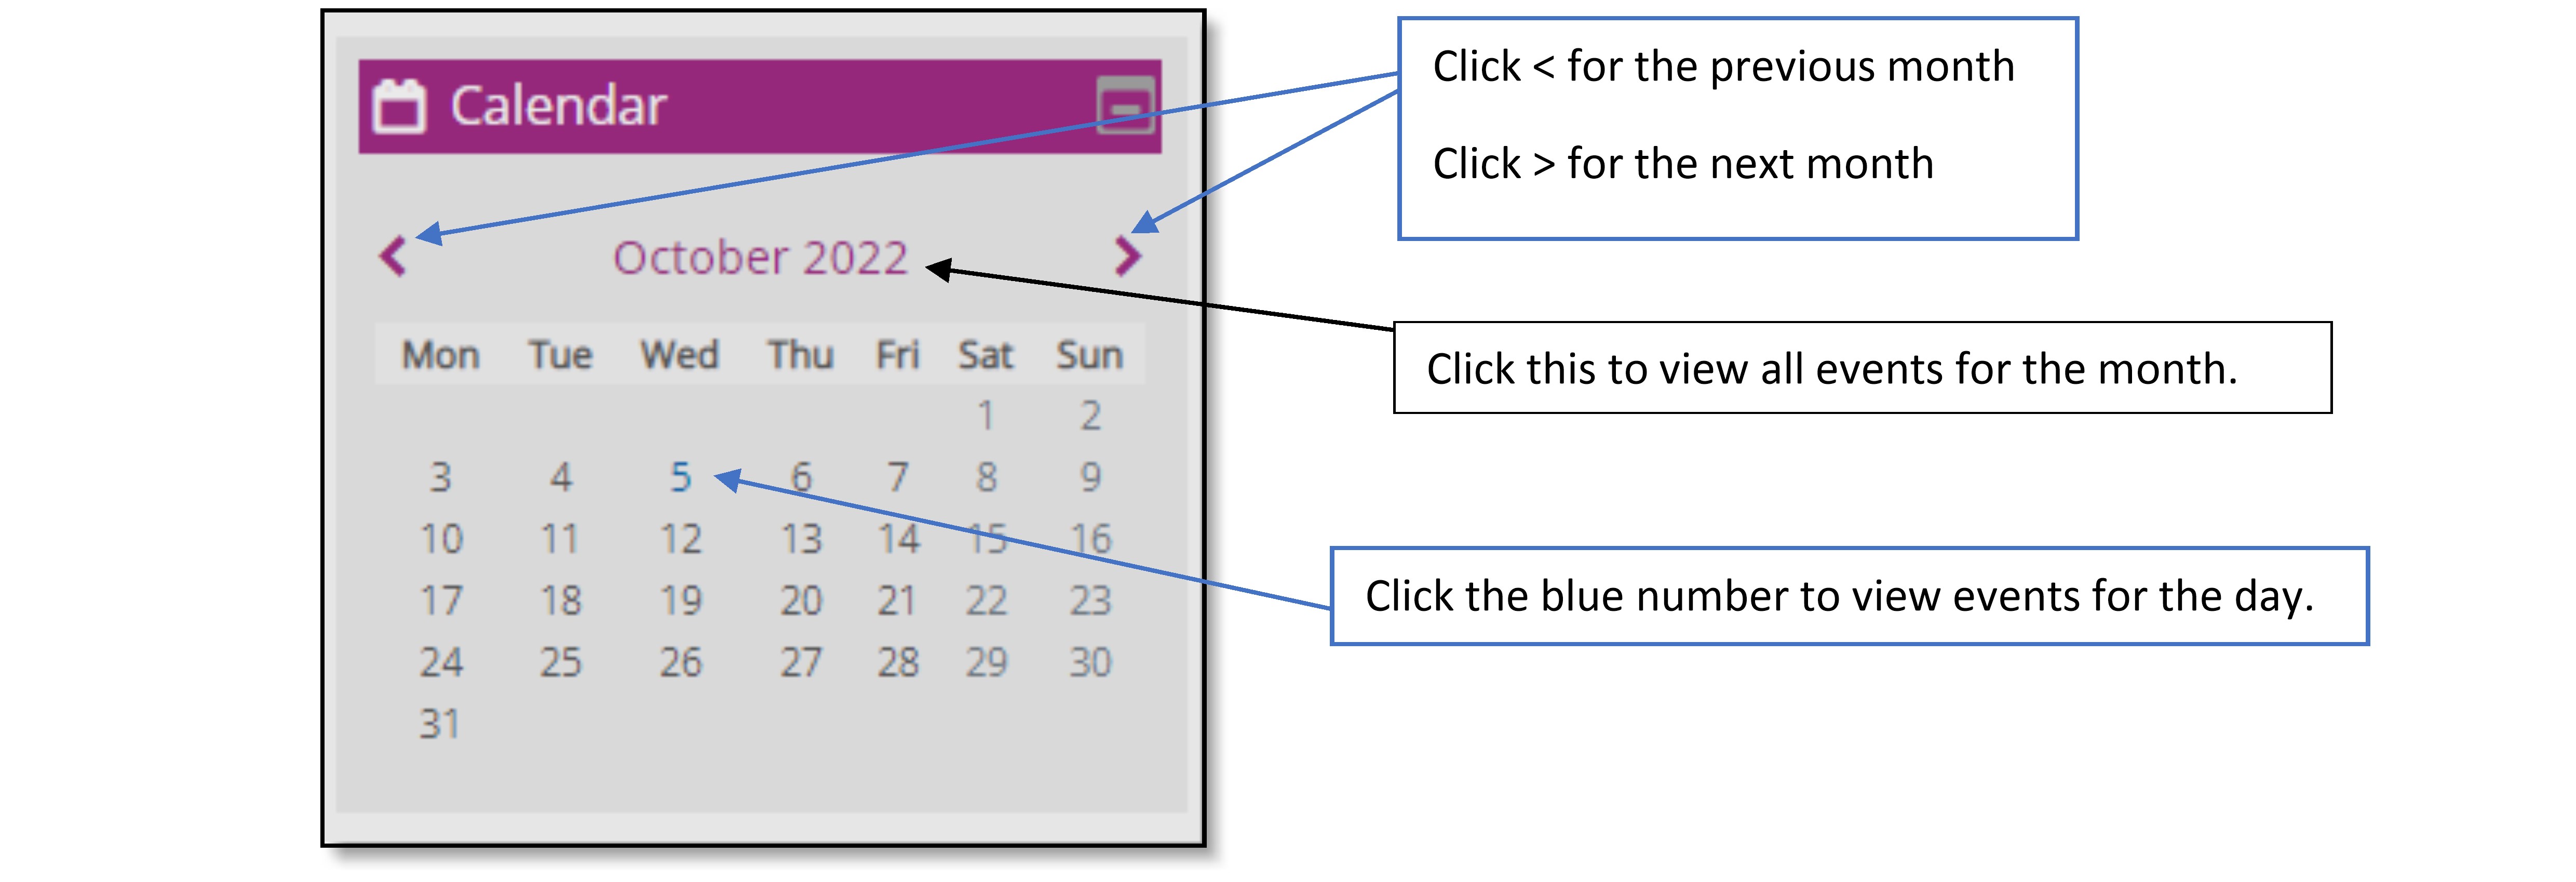 Calendar
Click < for the previous month
Click > for the next month
October 2022
Click this to view all events for the month.
Mon Tue Wed Thu Fri Sat Sun
1 2
3 4 5 6 7 8 9
10 11 12 13 14 15 16
17 18 19 20 21 22 23
24 25 26 27 28 29 30
31
Click the blue number to view events for the day.